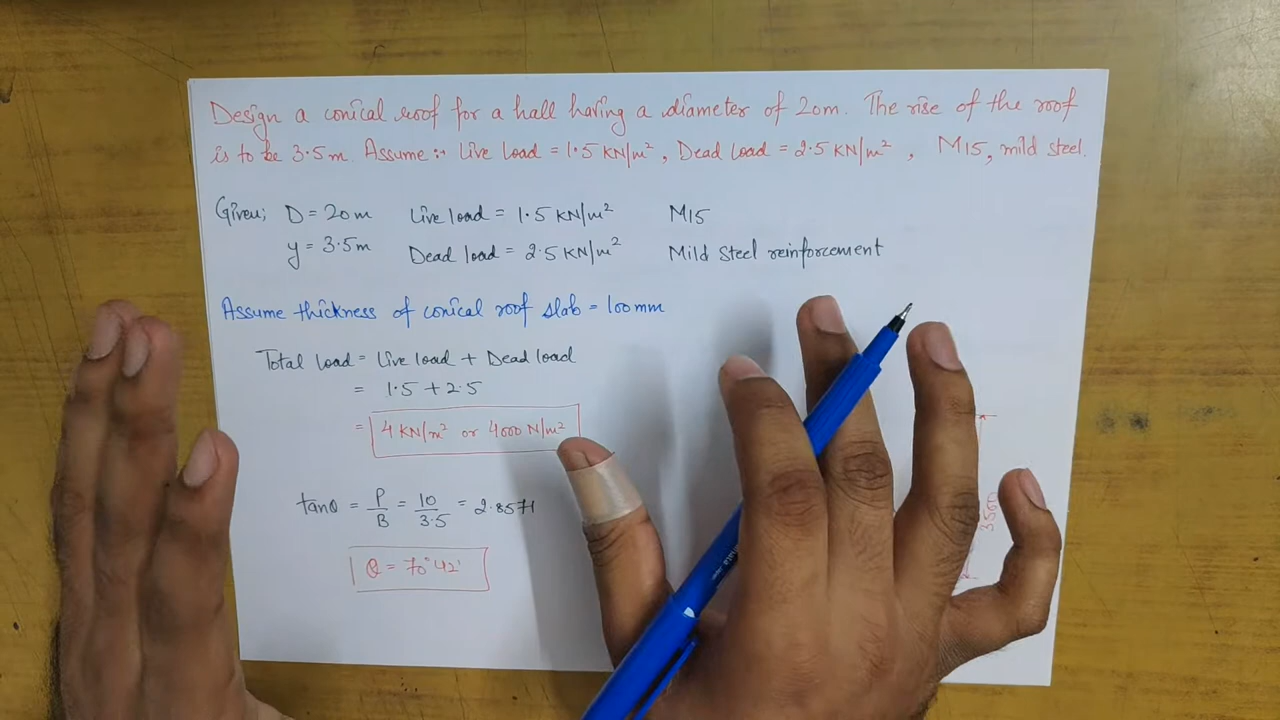 Design a conical roof for a hall having a diameter of 20m. The rise of the roof
is to be 3.5m. Assume :- Live load = 1.5 KN/m², Dead load = 2.5 KN/m², M15, mild steel.
Given; D = 20m Live load = 1.5 KN/m² M15
y = 3.5m Dead load = 2.5 KN/m² Mild Steel reinforcement
Assume thickness of conical roof slab = 100mm
Total load = Live load + Dead load
= 1.5 + 2.5
= 4 KN/m² or 4000 N/m²
tanθ = P/B = 10/3.5 = 2.8571
θ = 70°42'